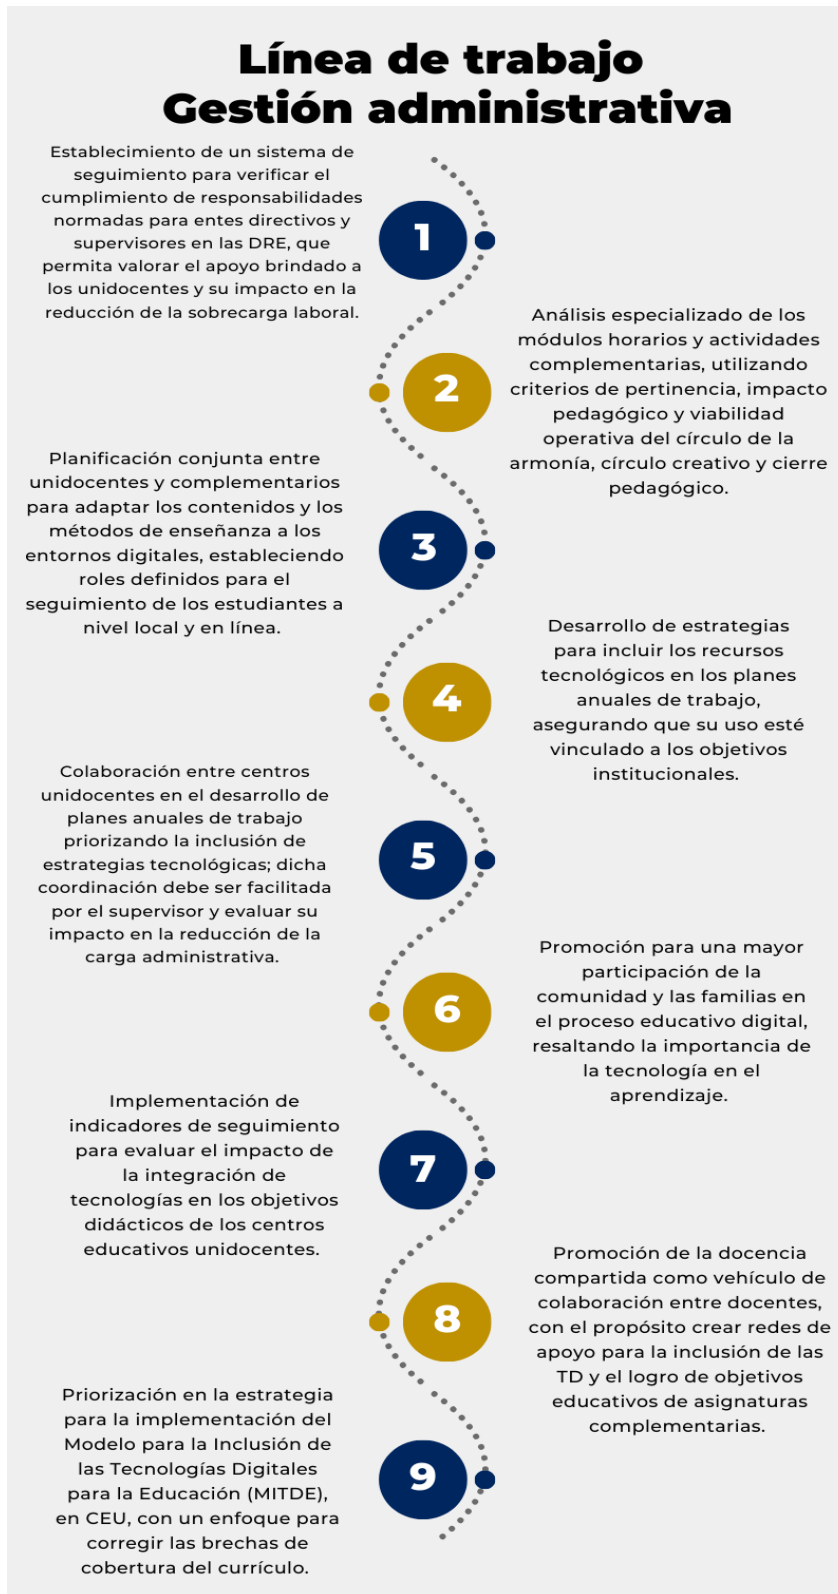 Línea de trabajo
Gestión administrativa
Establecimiento de un sistema de
seguimiento para verificar el
cumplimiento de responsabilidades
normadas para entes directivos y
supervisores en las DRE, que
permita valorar el apoyo brindado a
los unidocentes y su impacto en la
reducción de la sobrecarga laboral.
1
Análisis especializado de los
módulos horarios y actividades
complementarias, utilizando
criterios de pertinencia, impacto
pedagógico y viabilidad
operativa del círculo de la
armonía, círculo creativo y cierre
pedagógico.
2
Planificación conjunta entre
unidocentes y complementarios
para adaptar los contenidos y los
métodos de enseñanza a los
entornos digitales, estableciendo
roles definidos para el
seguimiento de los estudiantes a
nivel local y en línea.
3
Desarrollo de estrategias
para incluir los recursos
tecnológicos en los planes
anuales de trabajo,
asegurando que su uso esté
vinculado a los objetivos
institucionales.
4
Colaboración entre centros
unidocentes en el desarrollo de
planes anuales de trabajo
priorizando la inclusión de
estrategias tecnológicas; dicha
coordinación debe ser facilitada
por el supervisor y evaluar su
impacto en la reducción de la
carga administrativa.
5
Promoción para una mayor
participación de la
comunidad y las familias en
el proceso educativo digital,
resaltando la importancia de
la tecnología en el
aprendizaje.
6
Implementación de
indicadores de seguimiento
para evaluar el impacto de
la integración de
tecnologías en los objetivos
didácticos de los centros
educativos unidocentes.
7
Promoción de la docencia
compartida como vehículo de
colaboración entre docentes,
con el propósito crear redes de
apoyo para la inclusión de las
TD y el logro de objetivos
educativos de asignaturas
complementarias.
8
Priorización en la estrategia
para la implementación del
Modelo para la Inclusión de
las Tecnologías Digitales
para la Educación (MITDE),
en CEU, con un enfoque para
corregir las brechas de
cobertura del currículo.
9